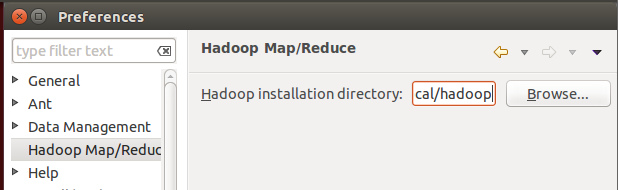 Preferences
type filter text
Hadoop Map/Reduce
General
Ant
Data Management
Hadoop Map/Reduc
Help
Hadoop installation directory: cal/hadoop Browse...